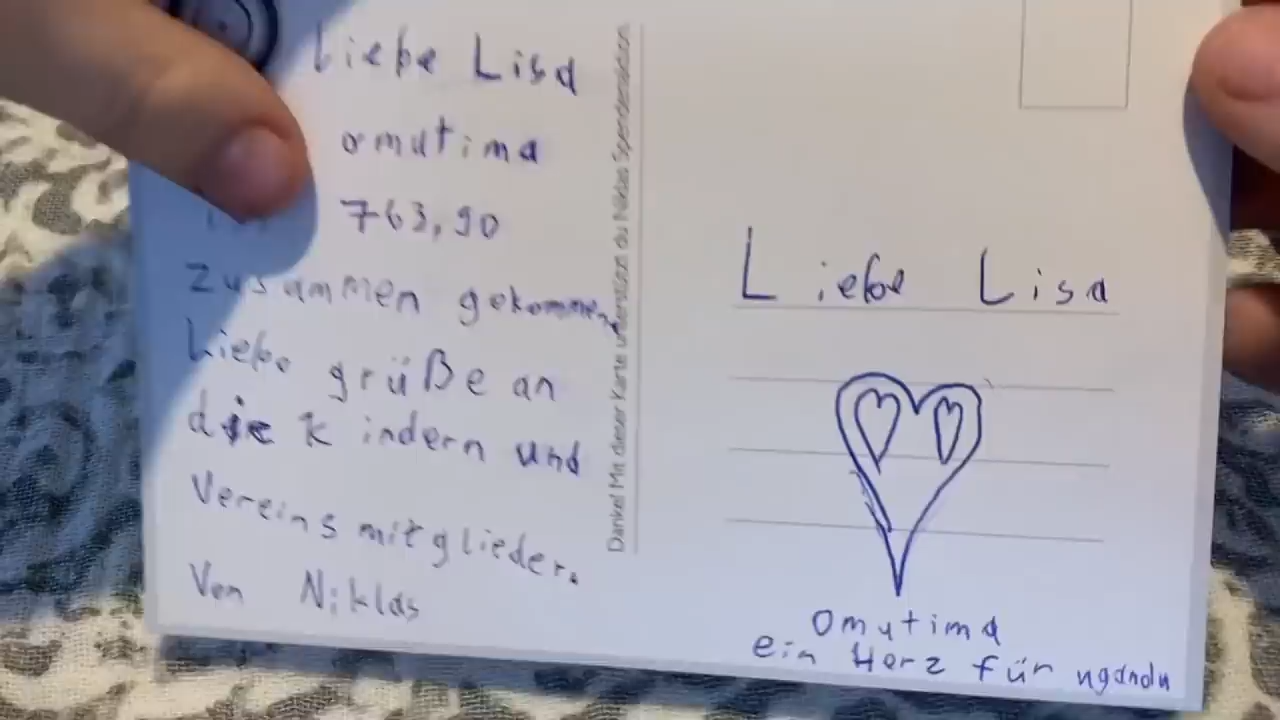 Liebe Lisa
omutima
763,90
zusammen gekommen.
Liebe grüße an
die kindern und
Vereins mitglieder.
Von Niklas
Danke! Mit dieser Karte unterstützt du Niklas Spendenaktion
Liebe Lisa
Omutima
ein Herz für uganda